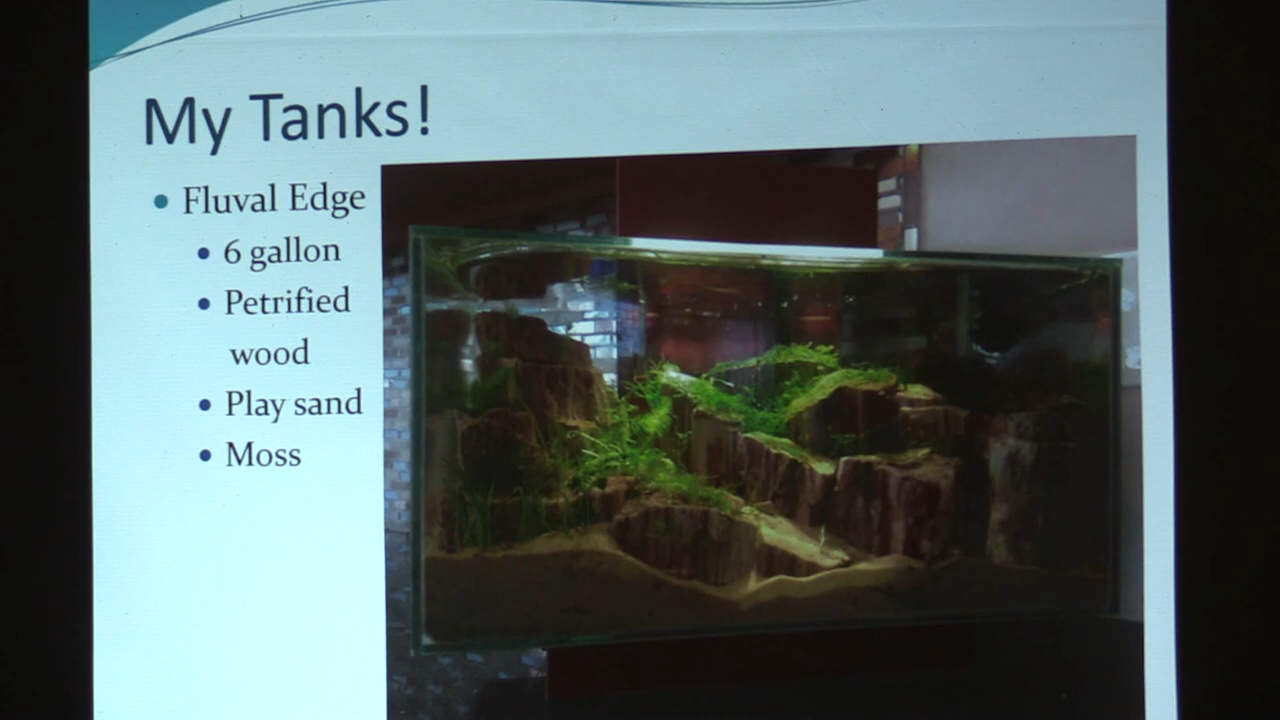 My Tanks!
Fluval Edge
6 gallon
Petrified
wood
Play sand
Moss